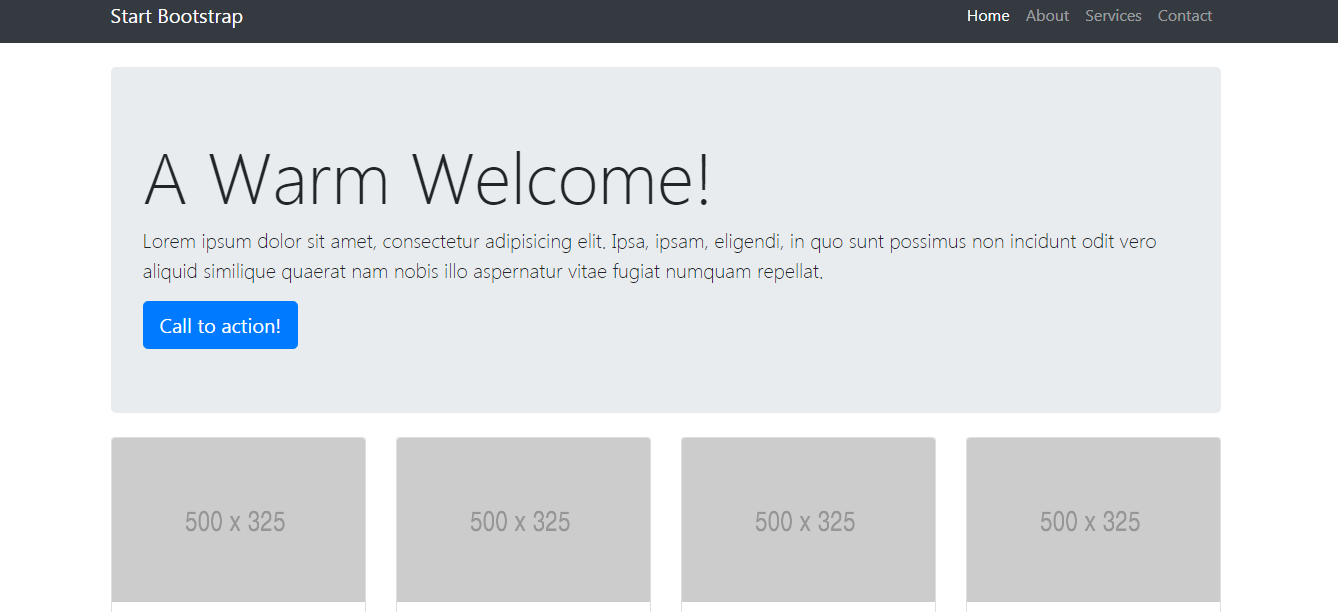 Start Bootstrap
Home About Services Contact
A Warm Welcome!
Lorem ipsum dolor sit amet, consectetur adipisicing elit. Ipsa, ipsam, eligendi, in quo sunt possimus non incidunt odit vero
aliquid similique quaerat nam nobis illo aspernatur vitae fugiat numquam repellat.
Call to action!
500 x 325
500 x 325
500 x 325
500 x 325